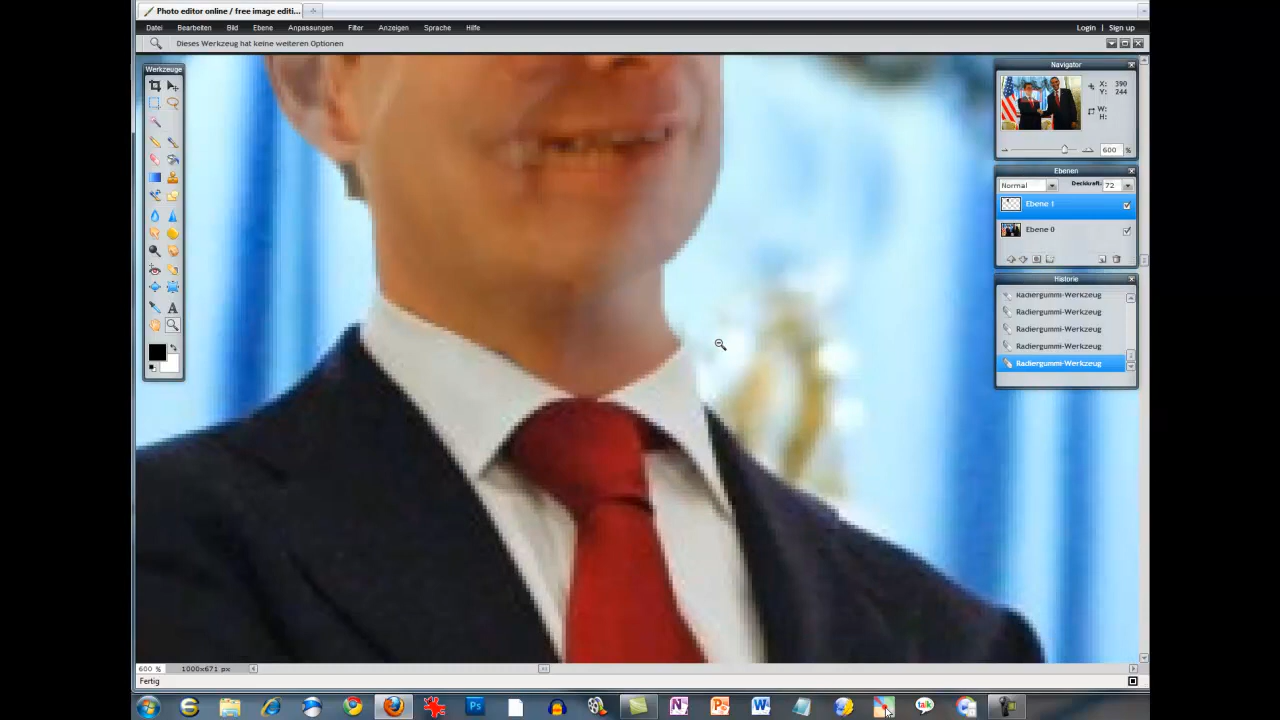 Photo editor online / free image editi...
Datei Bearbeiten Bild Ebene Anpassungen Filter Anzeigen Sprache Hilfe Login | Sign up
Dieses Werkzeug hat keine weiteren Optionen
Werkzeuge
Navigator
X: 390
Y: 244
W:
H:
600 %
Ebenen
Normal Deckkraft: 72
Ebene 1
Ebene 0
Historie
Radiergummi-Werkzeug
Radiergummi-Werkzeug
Radiergummi-Werkzeug
Radiergummi-Werkzeug
Radiergummi-Werkzeug
600 % 1000x671 px
Fertig
Ps
N
P
W
talk